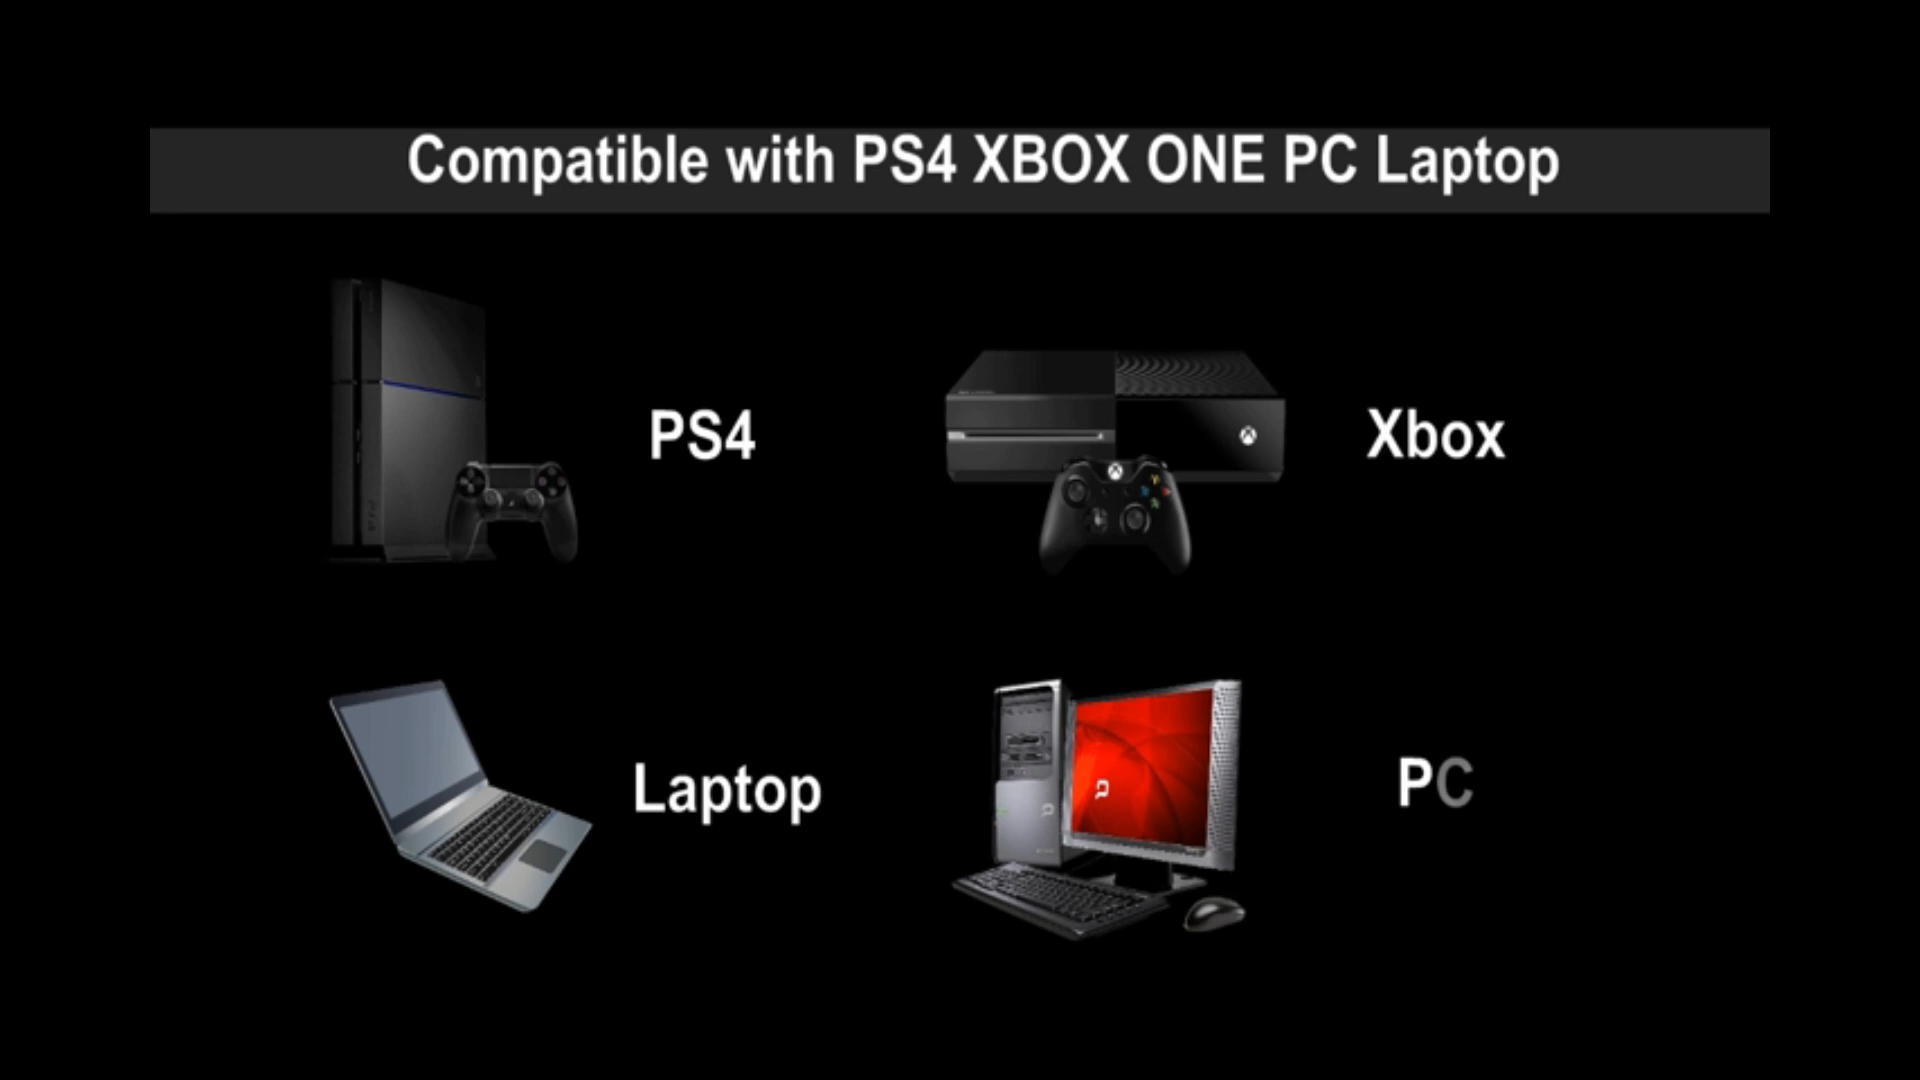 Compatible with PS4 XBOX ONE PC Laptop
PS4
Xbox
Laptop
PC